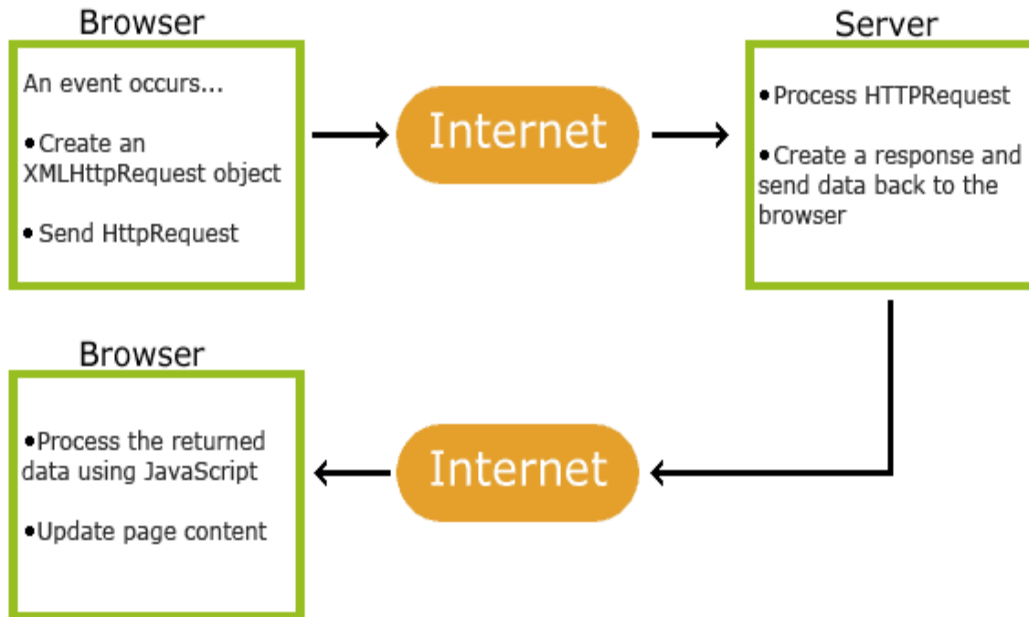 Browser
An event occurs...
•Create an
XMLHttpRequest object
• Send HttpRequest
Internet
Server
•Process HTTPRequest
•Create a response and
send data back to the
browser
Browser
•Process the returned
data using JavaScript
•Update page content
Internet